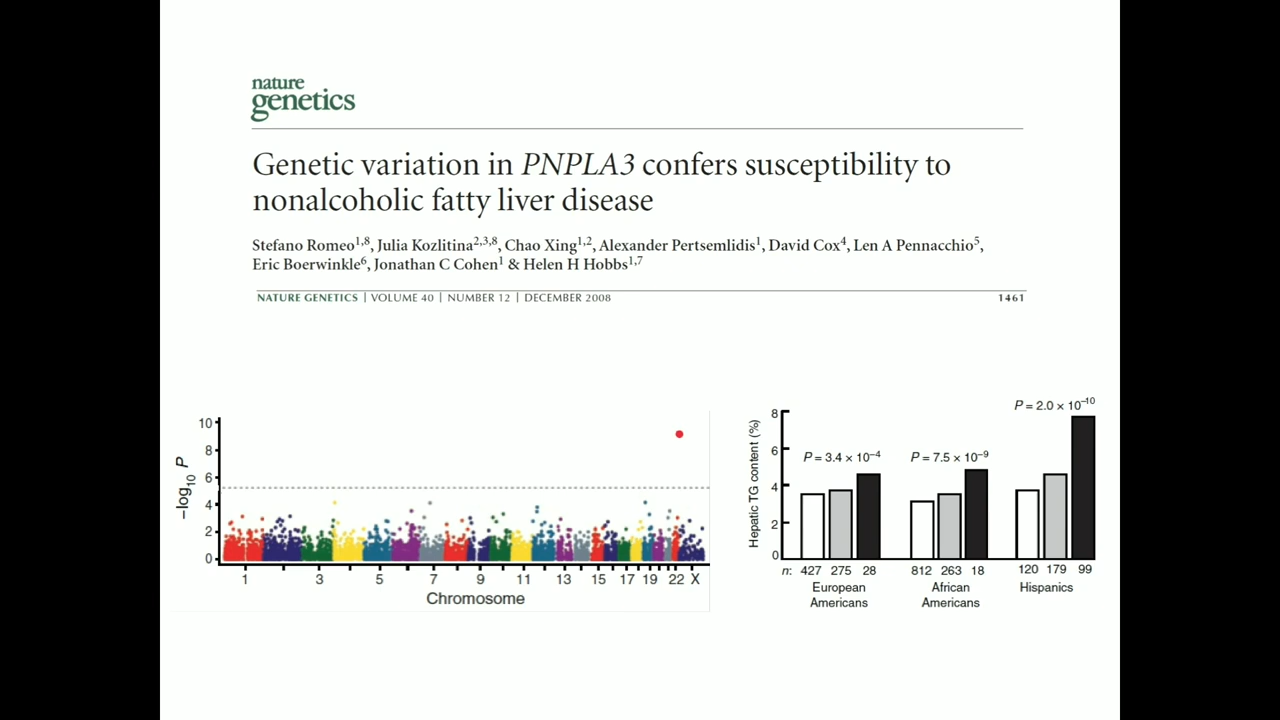 nature
genetics
Genetic variation in PNPLA3 confers susceptibility to
nonalcoholic fatty liver disease
Stefano Romeo1,8, Julia Kozlitina2,3,8, Chao Xing1,2, Alexander Pertsemlidis1, David Cox4, Len A Pennacchio5,
Eric Boerwinkle6, Jonathan C Cohen1 & Helen H Hobbs1,7
NATURE GENETICS | VOLUME 40 | NUMBER 12 | DECEMBER 2008 1461
−log10 P
10
8
6
4
2
0
1 3 5 7 9 11 13 15 17 19 22 X
Chromosome
Hepatic TG content (%)
8
6
4
2
0
P = 3.4 × 10−4
P = 7.5 × 10−9
P = 2.0 × 10−10
n: 427 275 28 812 263 18 120 179 99
European
Americans
African
Americans
Hispanics